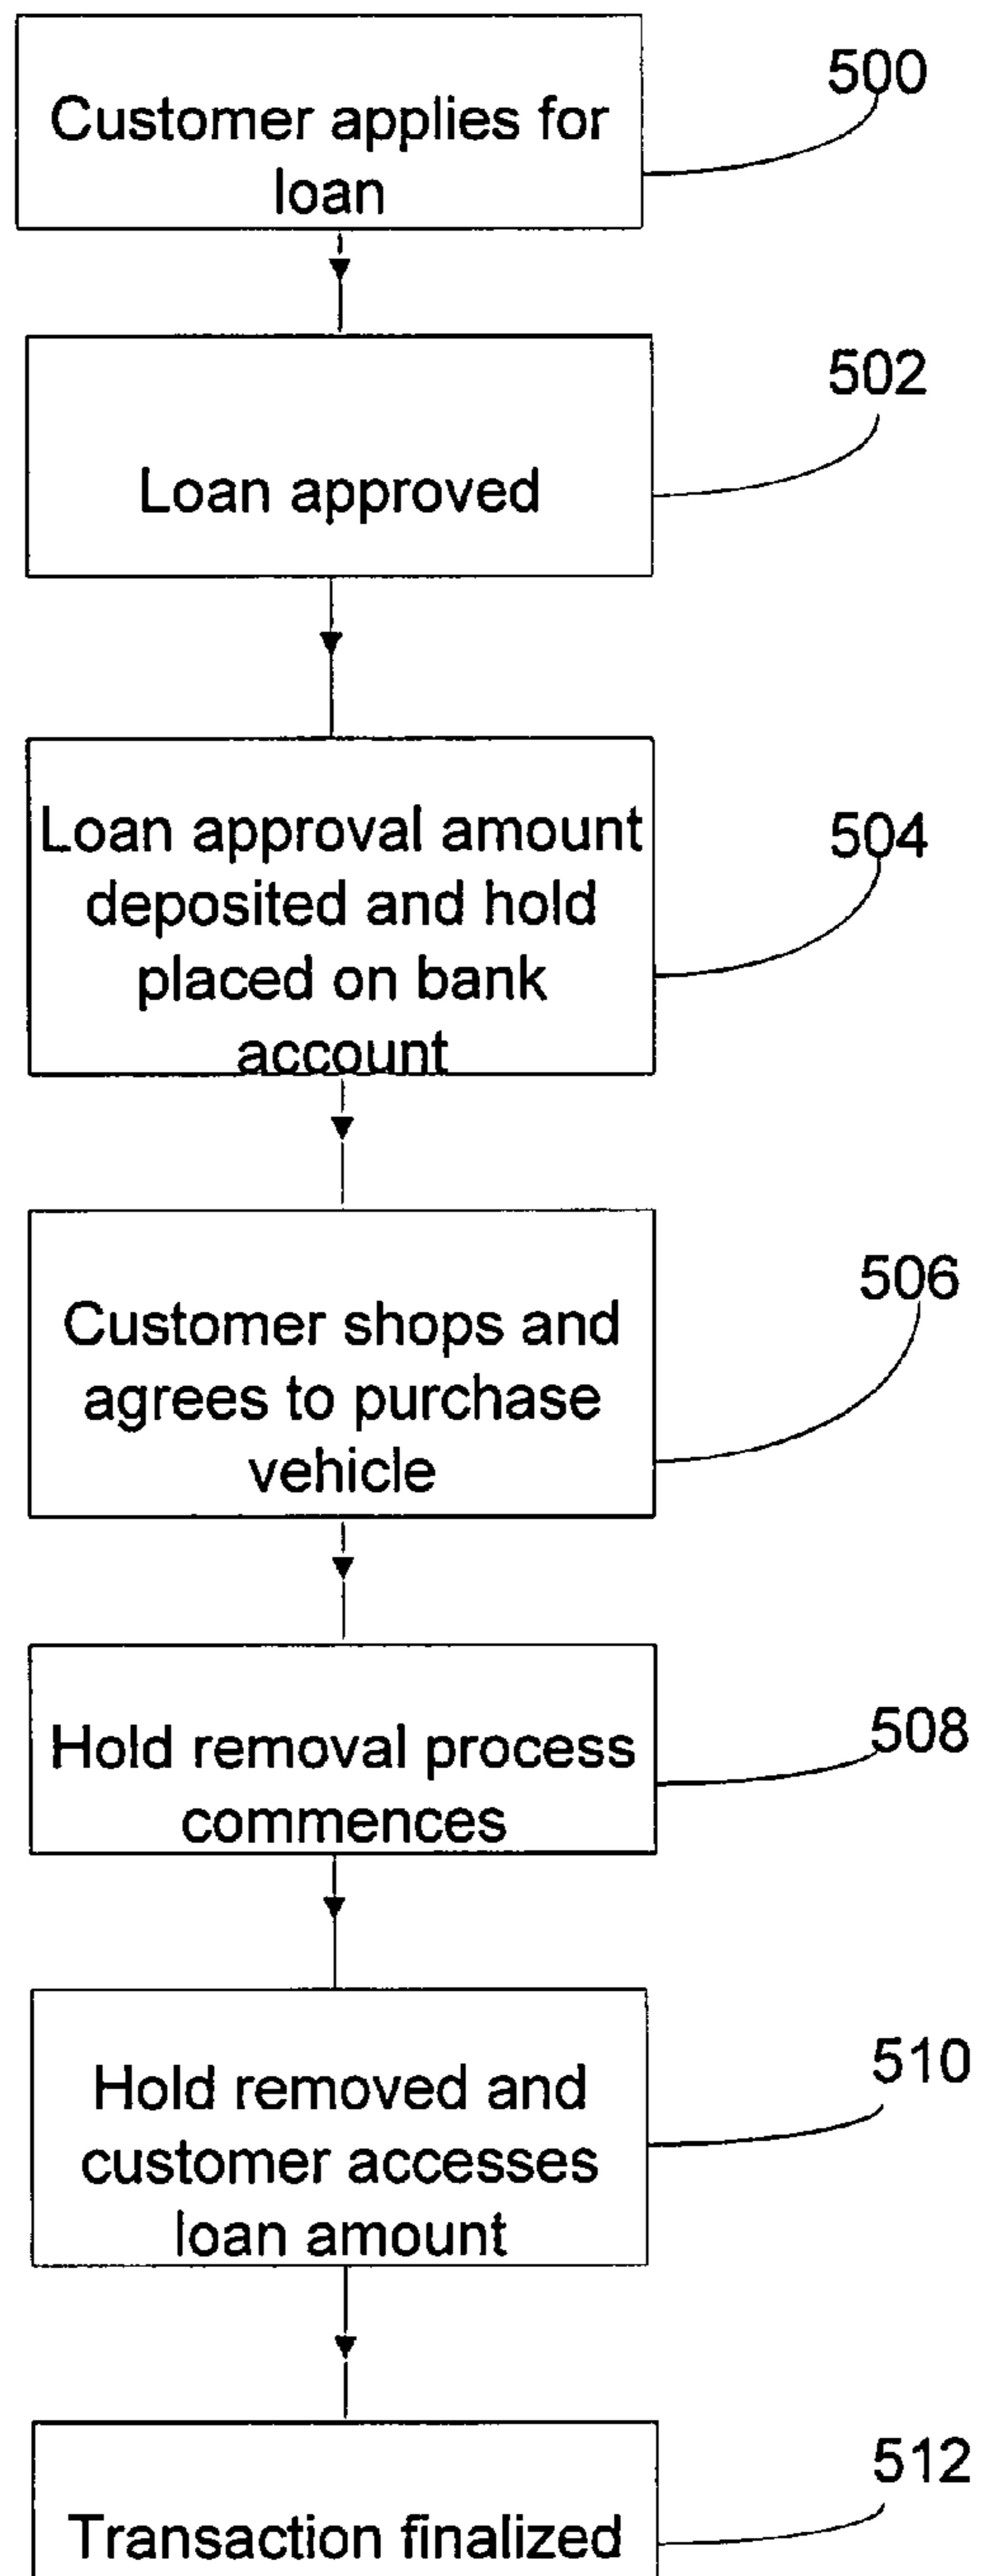 Customer applies for
loan
500
Loan approved
502
Loan approval amount
deposited and hold
placed on bank
account
504
Customer shops and
agrees to purchase
vehicle
506
Hold removal process
commences
508
Hold removed and
customer accesses
loan amount
510
Transaction finalized
512